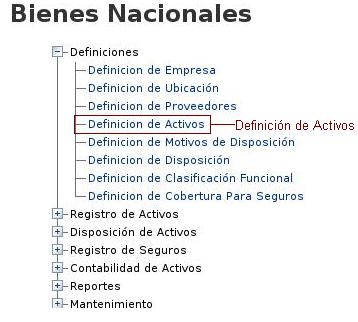 Bienes Nacionales
Definiciones
Definicion de Empresa
Definicion de Ubicación
Definicion de Proveedores
Definicion de Activos Definición de Activos
Definicion de Motivos de Disposición
Definicion de Disposición
Definicion de Clasificación Funcional
Definicion de Cobertura Para Seguros
Registro de Activos
Disposición de Activos
Registro de Seguros
Contabilidad de Activos
Reportes
Mantenimiento